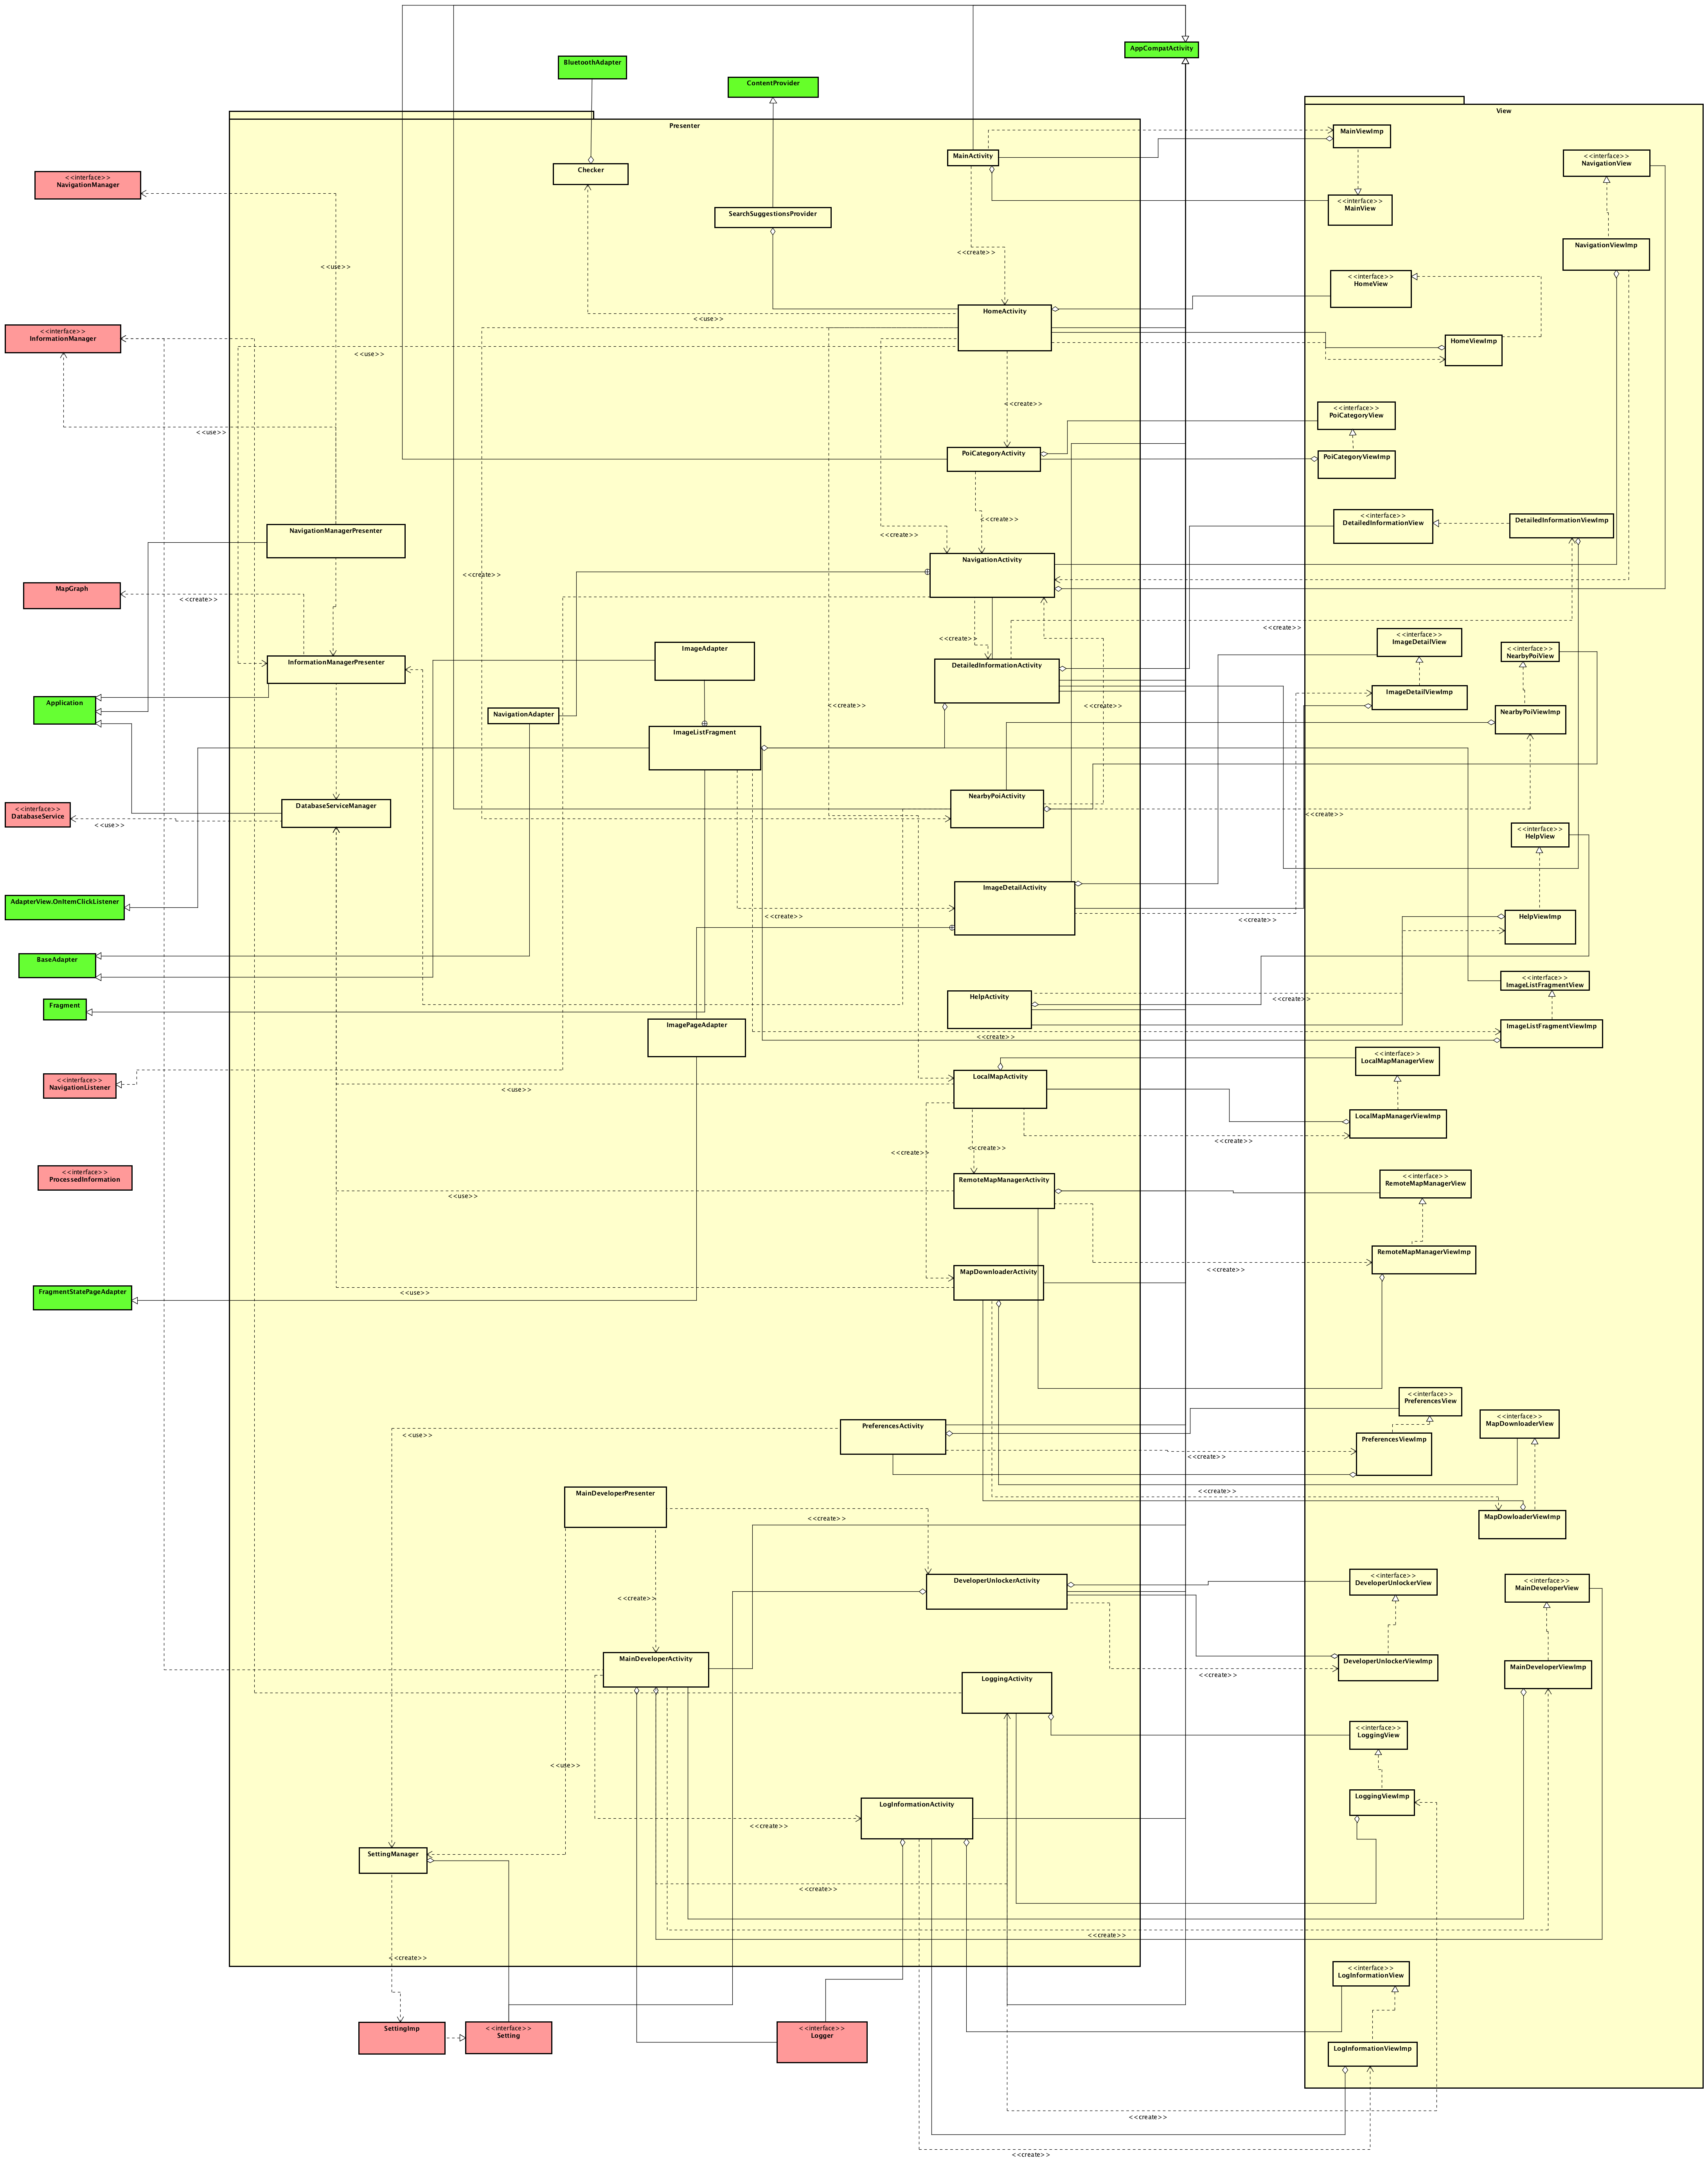 AppCompatActivity
BluetoothAdapter
ContentProvider
View
Presenter
MainViewImp
MainActivity
<<interface>>
NavigationView
Checker
<<interface>>
NavigationManager
<<interface>>
MainView
SearchSuggestionsProvider
NavigationViewImp
<<create>>
<<use>>
<<interface>>
HomeView
HomeActivity
<<use>>
<<interface>>
InformationManager
HomeViewImp
<<use>>
<<create>>
<<interface>>
PoiCategoryView
<<use>>
PoiCategoryActivity
PoiCategoryViewImp
<<interface>>
DetailedInformationView
DetailedInformationViewImp
<<create>>
NavigationManagerPresenter
<<create>>
NavigationActivity
<<create>>
MapGraph
<<create>>
<<create>>
<<create>>
<<interface>>
ImageDetailView
ImageAdapter
<<interface>>
NearbyPoiView
InformationManagerPresenter
DetailedInformationActivity
ImageDetailViewImp
Application
<<create>>
<<create>>
NavigationAdapter
NearbyPoiViewImp
ImageListFragment
NearbyPoiActivity
DatabaseServiceManager
<<interface>>
DatabaseService
<<use>>
<<create>>
<<interface>>
HelpView
ImageDetailActivity
AdapterView.OnItemClickListener
<<create>>
<<create>>
HelpViewImp
BaseAdapter
<<interface>>
ImageListFragmentView
Fragment
HelpActivity
<<create>>
ImagePageAdapter
ImageListFragmentViewImp
<<create>>
<<interface>>
LocalMapManagerView
<<interface>>
NavigationListener
LocalMapActivity
<<use>>
LocalMapManagerViewImp
<<create>>
<<create>>
<<create>>
<<interface>>
ProcessedInformation
RemoteMapManagerActivity
<<interface>>
RemoteMapManagerView
<<use>>
RemoteMapManagerViewImp
<<create>>
MapDownloaderActivity
FragmentStatePageAdapter
<<use>>
<<interface>>
PreferencesView
<<interface>>
MapDownloaderView
PreferencesActivity
<<use>>
PreferencesViewImp
<<create>>
MainDeveloperPresenter
<<create>>
<<create>>
MapDowloaderViewImp
DeveloperUnlockerActivity
<<interface>>
DeveloperUnlockerView
<<interface>>
MainDeveloperView
<<create>>
MainDeveloperActivity
DeveloperUnlockerViewImp
MainDeveloperViewImp
<<create>>
LoggingActivity
<<interface>>
LoggingView
<<use>>
LoggingViewImp
LogInformationActivity
<<create>>
SettingManager
<<create>>
<<create>>
<<create>>
<<interface>>
LogInformationView
SettingImp
<<interface>>
Setting
<<interface>>
Logger
LogInformationViewImp
<<create>>
<<create>>